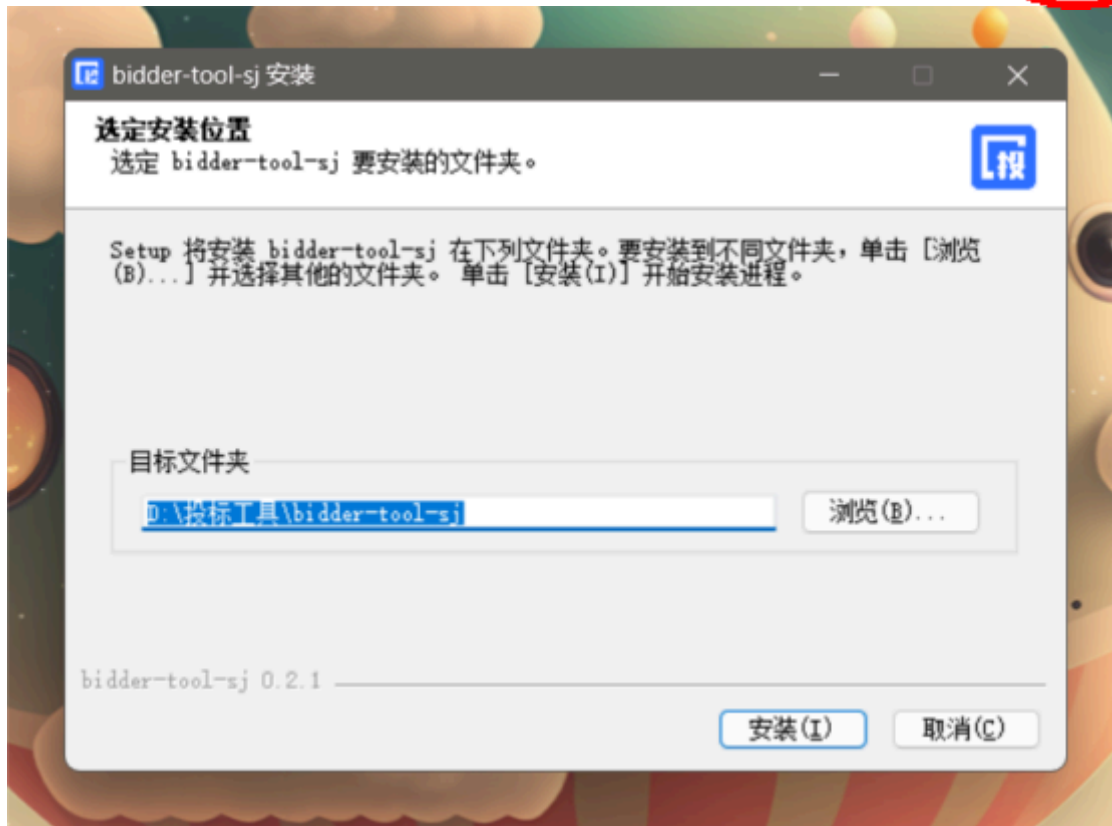 bidder-tool-sj 安装
选定安装位置
选定 bidder-tool-sj 要安装的文件夹。
投
Setup 将安装 bidder-tool-sj 在下列文件夹。要安装到不同文件夹，单击 [浏览
(B)...] 并选择其他的文件夹。 单击 [安装(I)] 开始安装进程。
目标文件夹
D:\投标工具\bidder-tool-sj
浏览(B)...
bidder-tool-sj 0.2.1
安装(I)
取消(C)